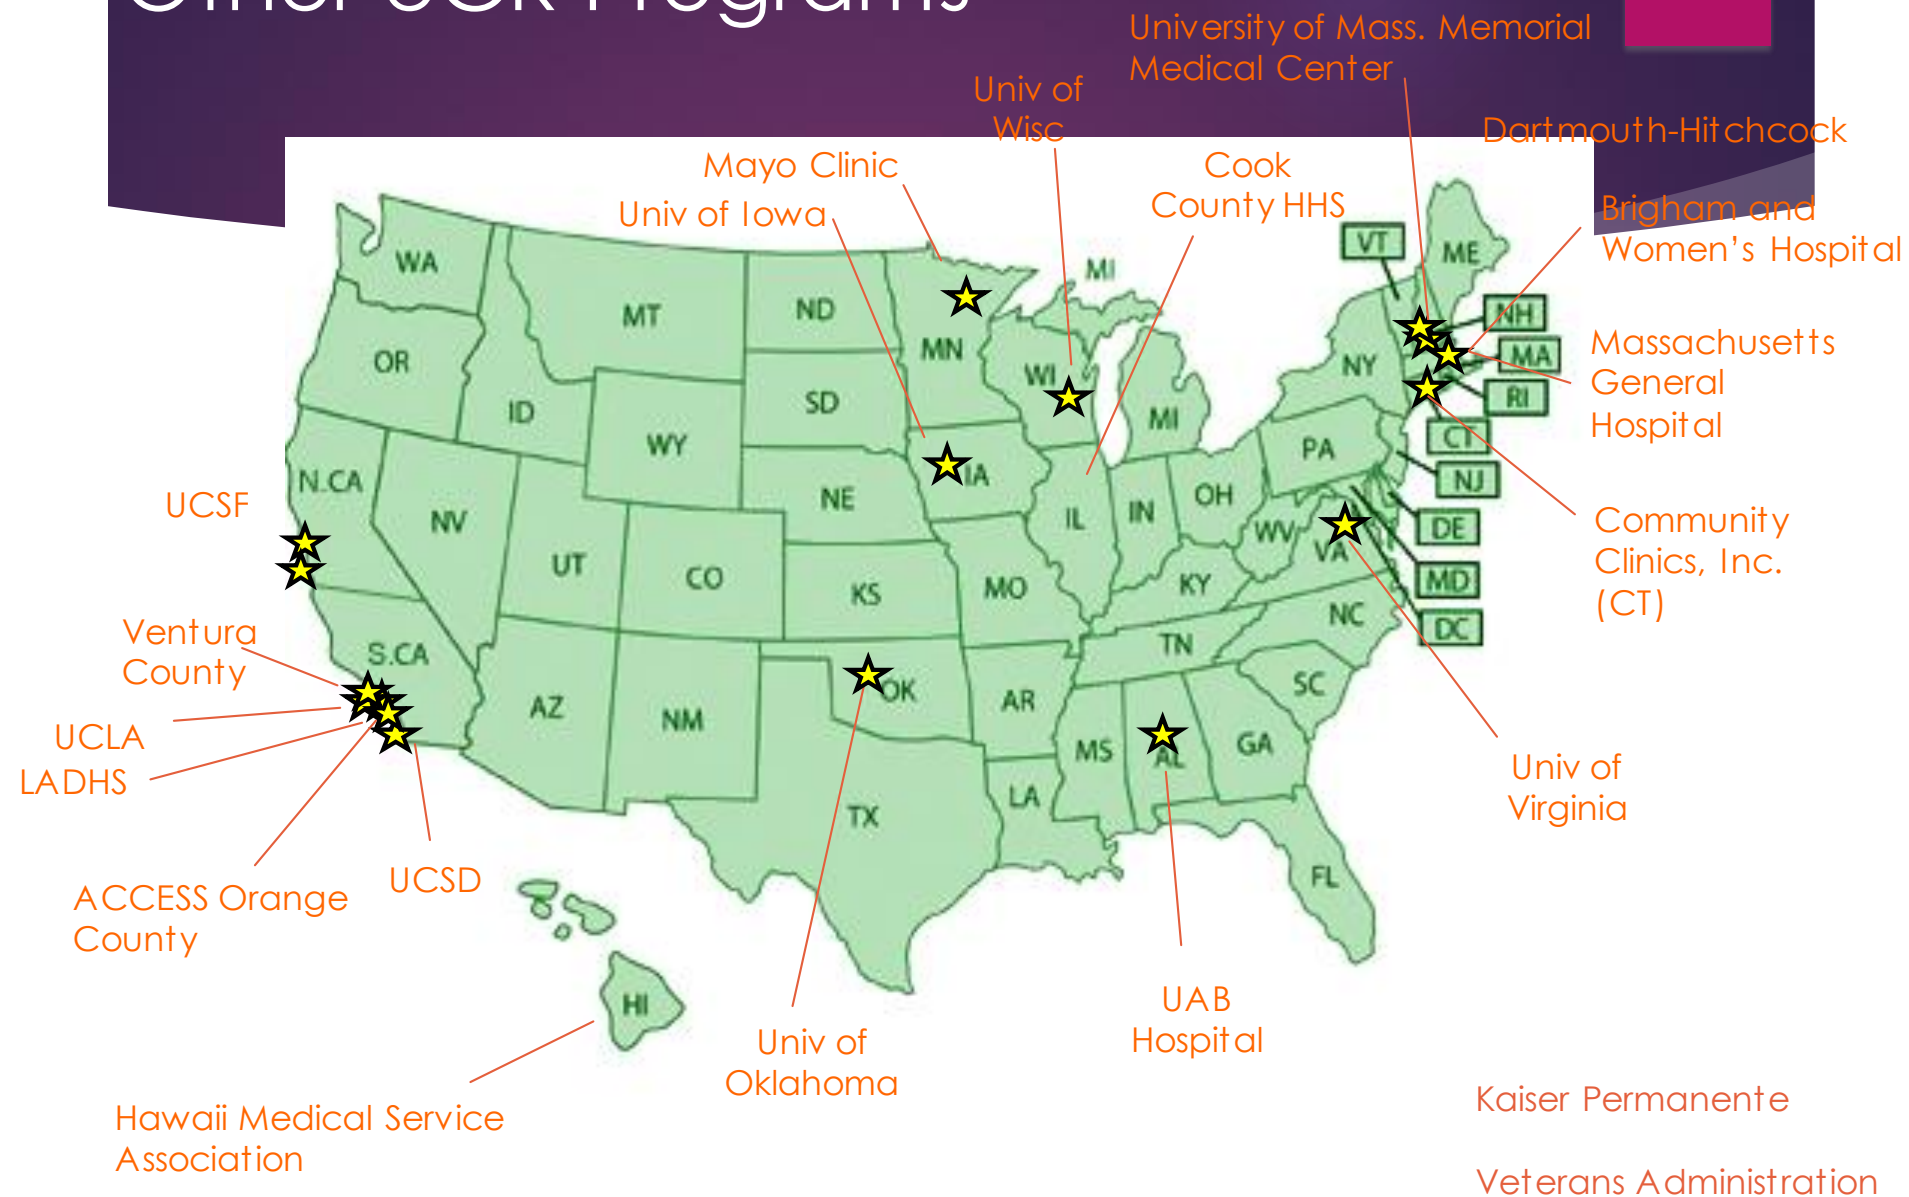 Other eCR Programs
University of Mass. Memorial
Medical Center
Univ of
Wisc
Dartmouth-Hitchcock
Mayo Clinic
Cook
County HHS
Univ of Iowa
Brigham and
Women’s Hospital
VT
ME
WA
MI
MT
ND
NH
OR
MN
MA
Massachusetts
General
Hospital
NY
WI
ID
SD
RI
MI
WY
CT
PA
N.CA
IA
NJ
UCSF
NE
OH
NV
IL
IN
DE
Community
Clinics, Inc.
(CT)
WV
VA
UT
CO
KS
MO
KY
MD
NC
DC
Ventura
County
S.CA
TN
SC
AZ
NM
OK
AR
UCLA
MS
AL
GA
LADHS
LA
TX
Univ of
Virginia
UCSD
FL
ACCESS Orange
County
HI
UAB
Hospital
Univ of
Oklahoma
Hawaii Medical Service
Association
Kaiser Permanente
Veterans Administration